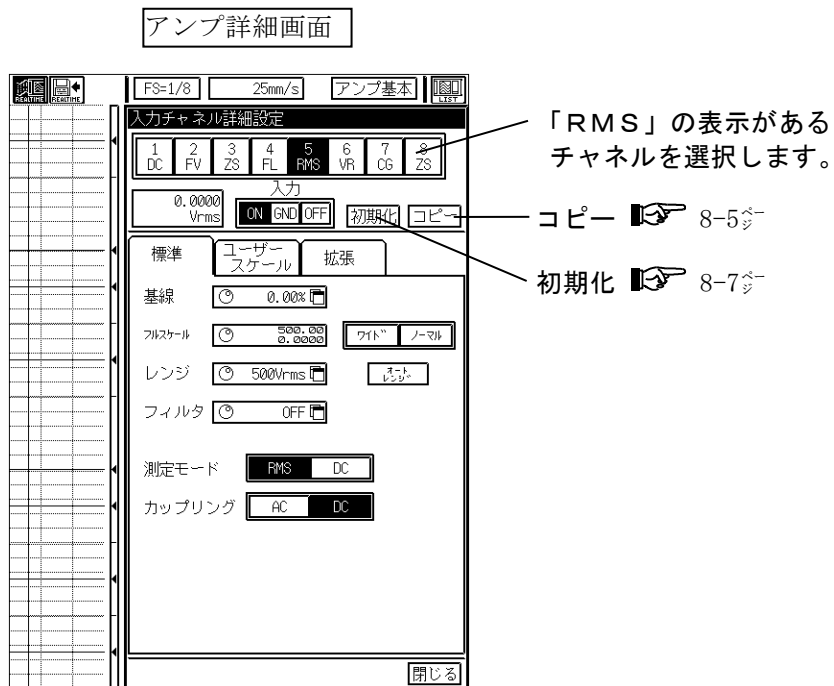 アンプ詳細画面
REALTIME REALTIME FS=1/8 25mm/s アンプ基本 LIST
入力チャネル詳細設定
1 2 3 4 5 6 7 8
DC FV ZS FL RMS VR CG ZS
「RMS」の表示がある
チャネルを選択します。
入力
0.0000
Vrms
ON GND OFF 初期化 コピー
コピー ☞ 8-5ページ
初期化 ☞ 8-7ページ
標準 ユーザースケール 拡張
基線 0.00%
フルスケール 500.00
0.0000
ワイド ノーマル
レンジ 500Vrms オートレンジ
フィルタ OFF
測定モード RMS DC
カップリング AC DC
閉じる